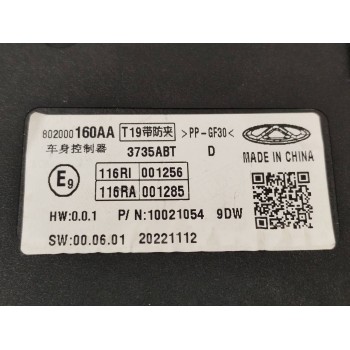 802000160AA T19带防夹 >PP-GF30<
车身控制器 3735ABT D
MADE IN CHINA
E9 116RI 001256
116RA 001285
HW:0.0.1 P/N:10021054 9DW
SW:00.06.01 20221112